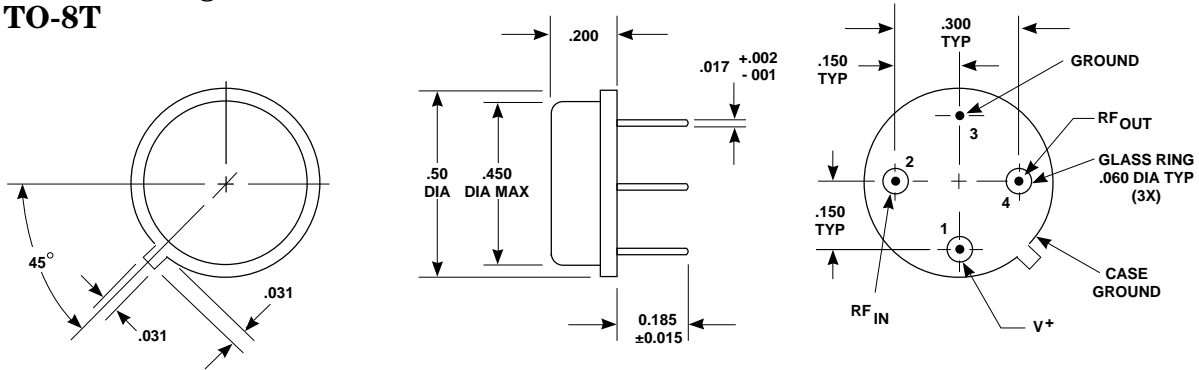 TO-8T
45°
.031
.031
.200
.017 +.002
- 001
.50
DIA
.450
DIA MAX
0.185
±0.015
.300
TYP
.150
TYP
GROUND
3
RFOUT
2
GLASS RING
.060 DIA TYP
(3X)
4
.150
TYP
1
CASE
GROUND
RFIN
V+